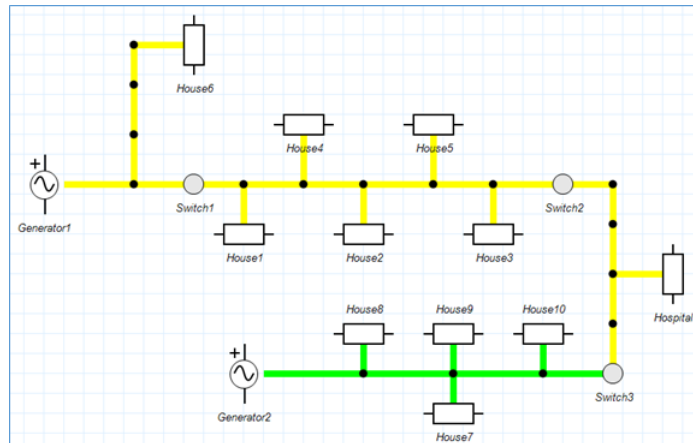 House6
House4
House5
Generator1
Switch1
Switch2
House1
House2
House3
House8
House9
House10
Hospital
Generator2
House7
Switch3